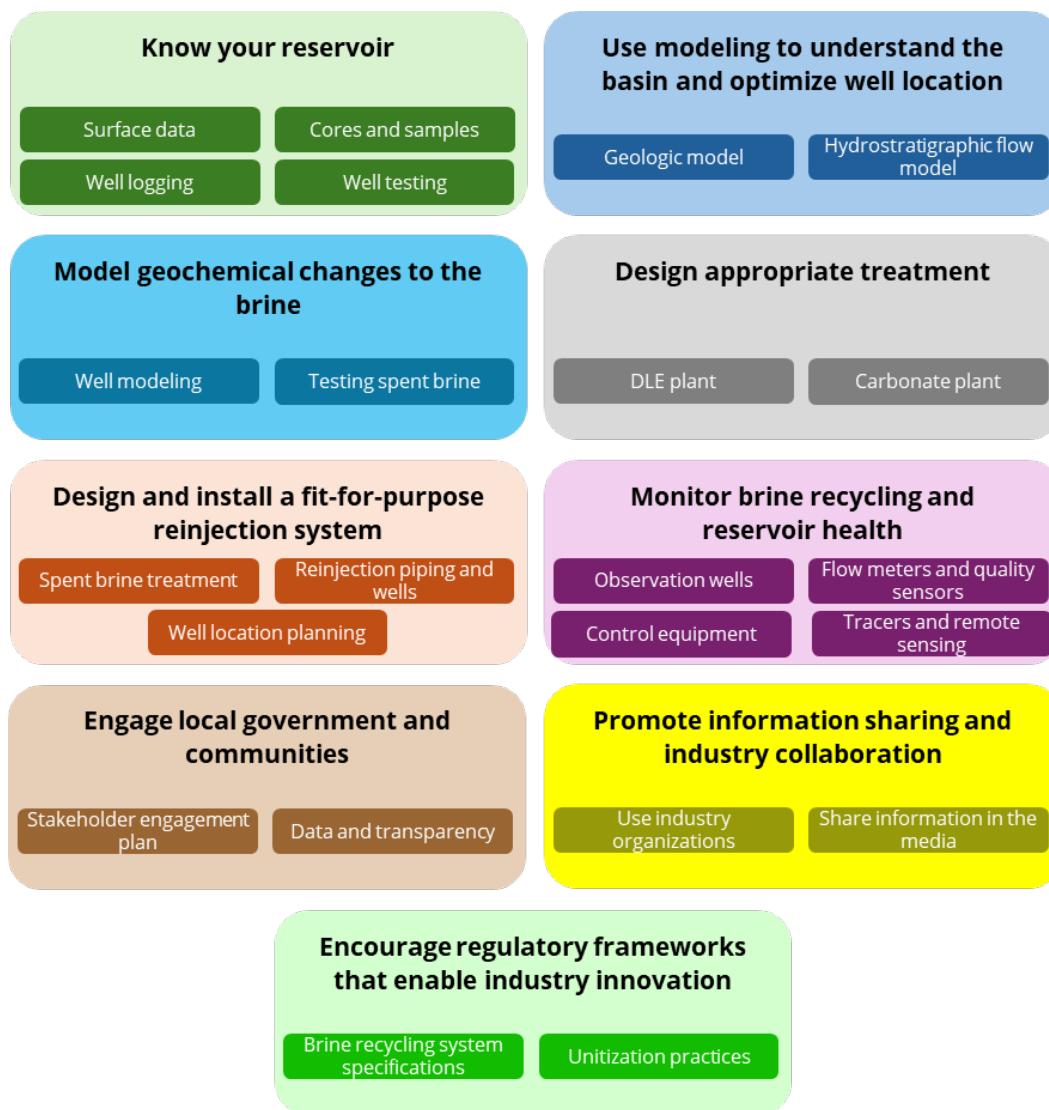 Know your reservoir
Surface data
Cores and samples
Well logging
Well testing
Use modeling to understand the
basin and optimize well location
Geologic model
Hydrostratigraphic flow
model
Model geochemical changes to the
brine
Well modeling
Testing spent brine
Design appropriate treatment
DLE plant
Carbonate plant
Design and install a fit-for-purpose
reinjection system
Spent brine treatment
Reinjection piping and
wells
Well location planning
Monitor brine recycling and
reservoir health
Observation wells
Flow meters and quality
sensors
Control equipment
Tracers and remote
sensing
Engage local government and
communities
Stakeholder engagement
plan
Data and transparency
Promote information sharing and
industry collaboration
Use industry
organizations
Share information in the
media
Encourage regulatory frameworks
that enable industry innovation
Brine recycling system
specifications
Unitization practices